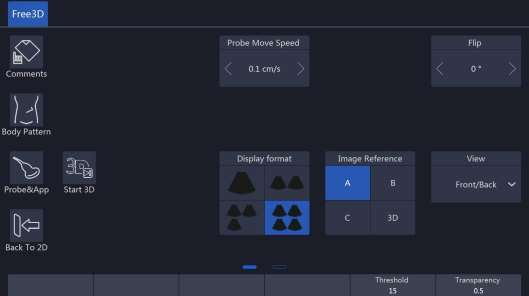 Free3D
Probe Move Speed
Flip
0.1 cm/s
0 °
Comments
Body Pattern
Display format
Image Reference
View
3D
A
B
Front/Back
Probe&App
Start 3D
C
3D
Back To 2D
Threshold
Transparency
15
0.5